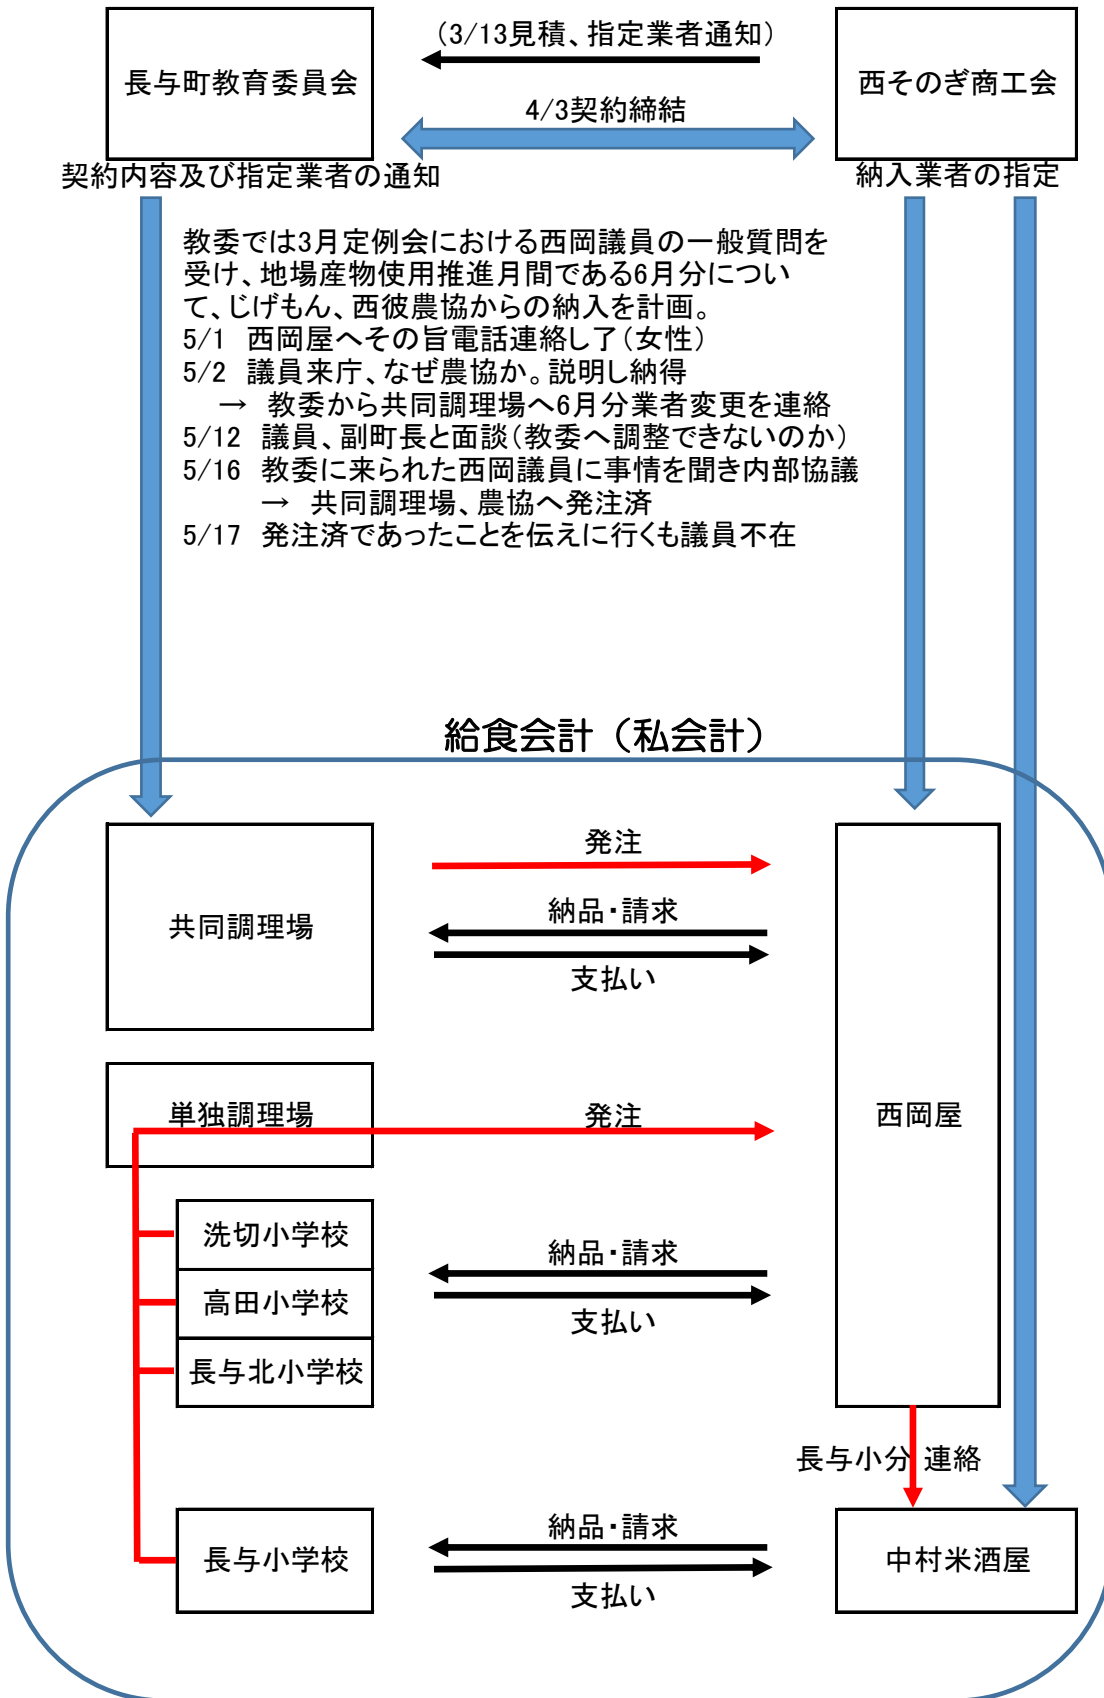 （3/13見積、指定業者通知）
長与町教育委員会
西そのぎ商工会
4/3契約締結
契約内容及び指定業者の通知
納入業者の指定
教委では3月定例会における西岡議員の一般質問を
受け、地場産物使用推進月間である6月分につい
て、じげもん、西彼農協からの納入を計画。
5/1 西岡屋へその旨電話連絡し了（女性）
5/2 議員来庁、なぜ農協か。説明し納得
→ 教委から共同調理場へ6月分業者変更を連絡
5/12 議員、副町長と面談（教委へ調整できないのか）
5/16 教委に来られた西岡議員に事情を聞き内部協議
→ 共同調理場、農協へ発注済
5/17 発注済であったことを伝えに行くも議員不在
給食会計（私会計）
発注
共同調理場
納品・請求
支払い
単独調理場
発注
西岡屋
洗切小学校
納品・請求
高田小学校
支払い
長与北小学校
長与小分 連絡
納品・請求
長与小学校
中村米酒屋
支払い